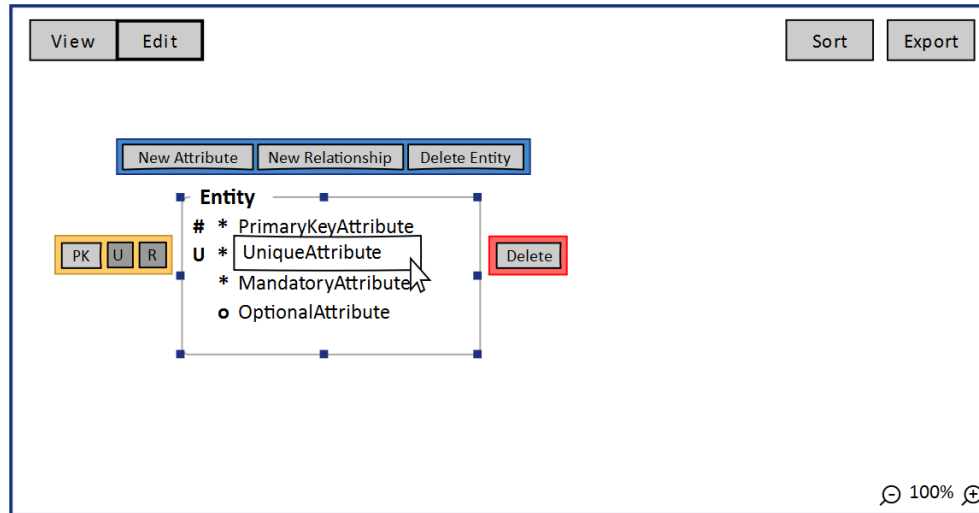 View Edit Sort Export
New Attribute New Relationship Delete Entity
Entity
# * PrimaryKeyAttribute
PK U R U * UniqueAttribute Delete
* MandatoryAttribute
o OptionalAttribute
100%